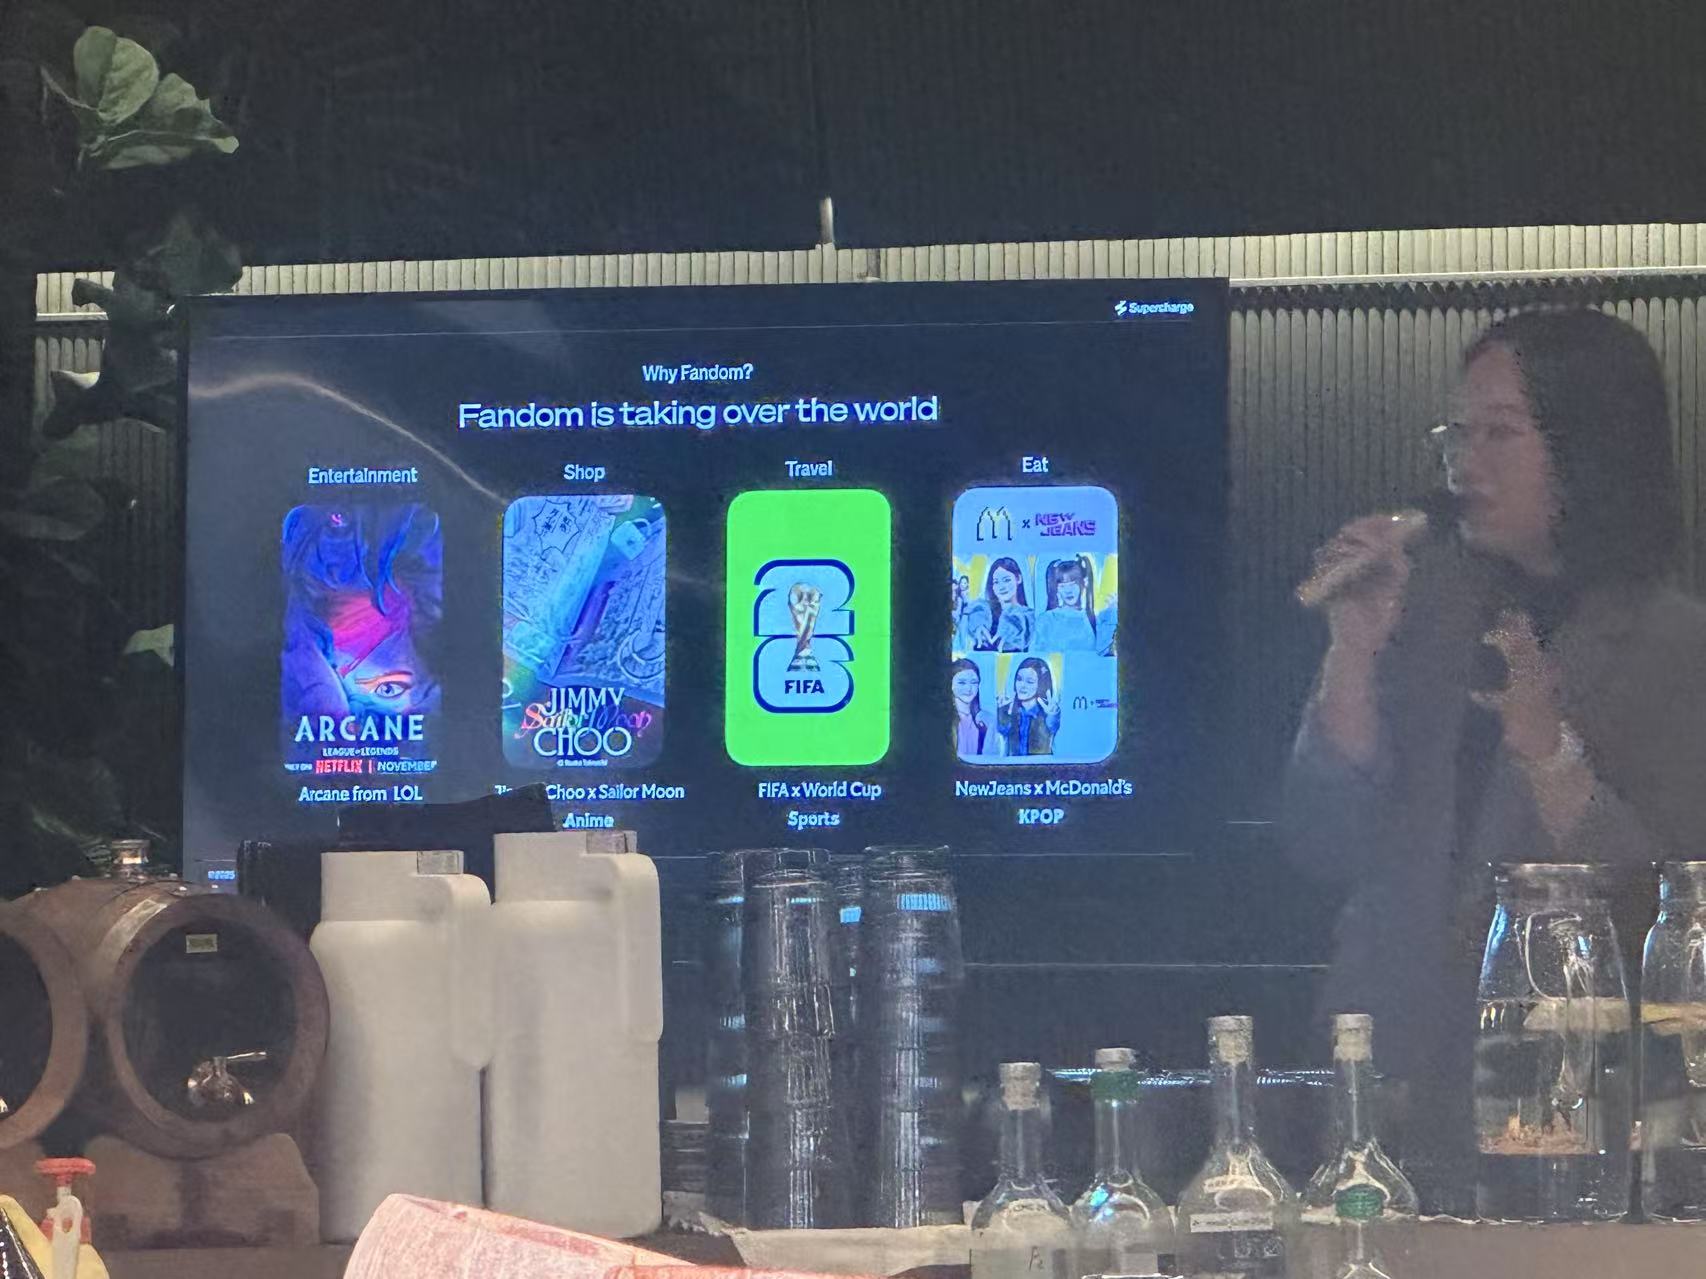 Supercharge
Why Fandom?
Fandom is taking over the world
Entertainment
Shop
Travel
Eat
ARCANE
LEAGUE OF LEGENDS
NETFLIX | NOVEMBER
Arcane from LOL
JIMMY
Sailor Moon
CHOO
Choo x Sailor Moon
Anime
26
FIFA
FIFA x World Cup
Sports
x NEW
JEANS
NewJeans x McDonald's
KPOP